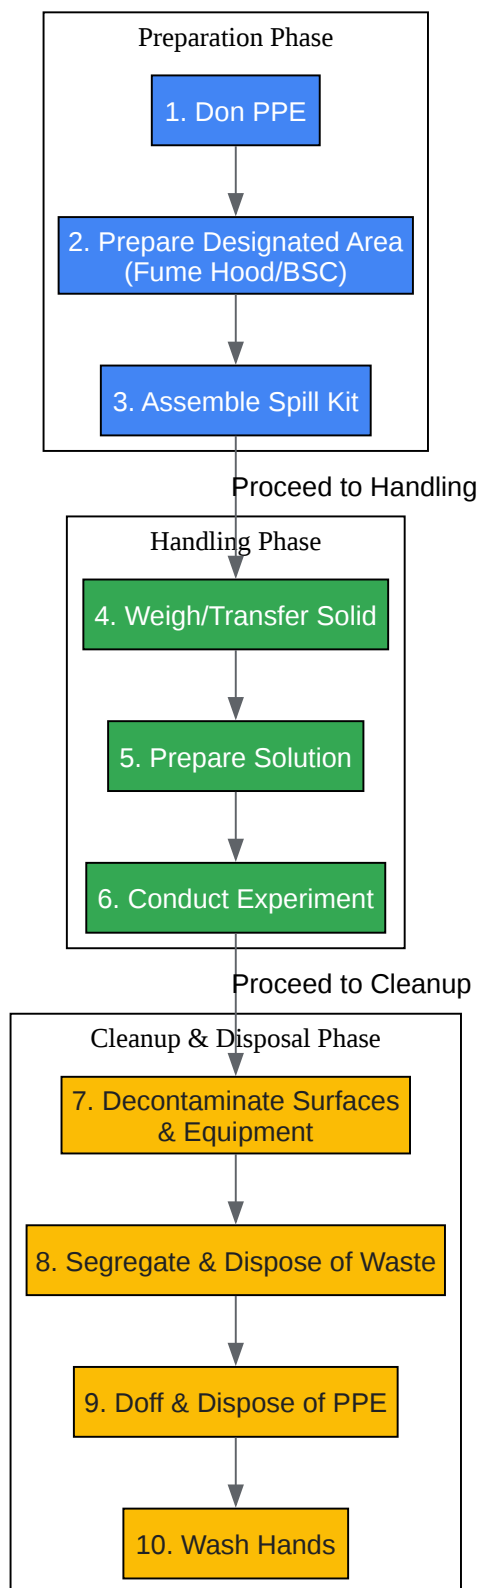 Preparation Phase
1. Don PPE
2. Prepare Designated Area
(Fume Hood/BSC)
3. Assemble Spill Kit
Proceed to Handling
Handling Phase
4. Weigh/Transfer Solid
5. Prepare Solution
6. Conduct Experiment
Proceed to Cleanup
Cleanup & Disposal Phase
7. Decontaminate Surfaces
& Equipment
8. Segregate & Dispose of Waste
9. Doff & Dispose of PPE
10. Wash Hands